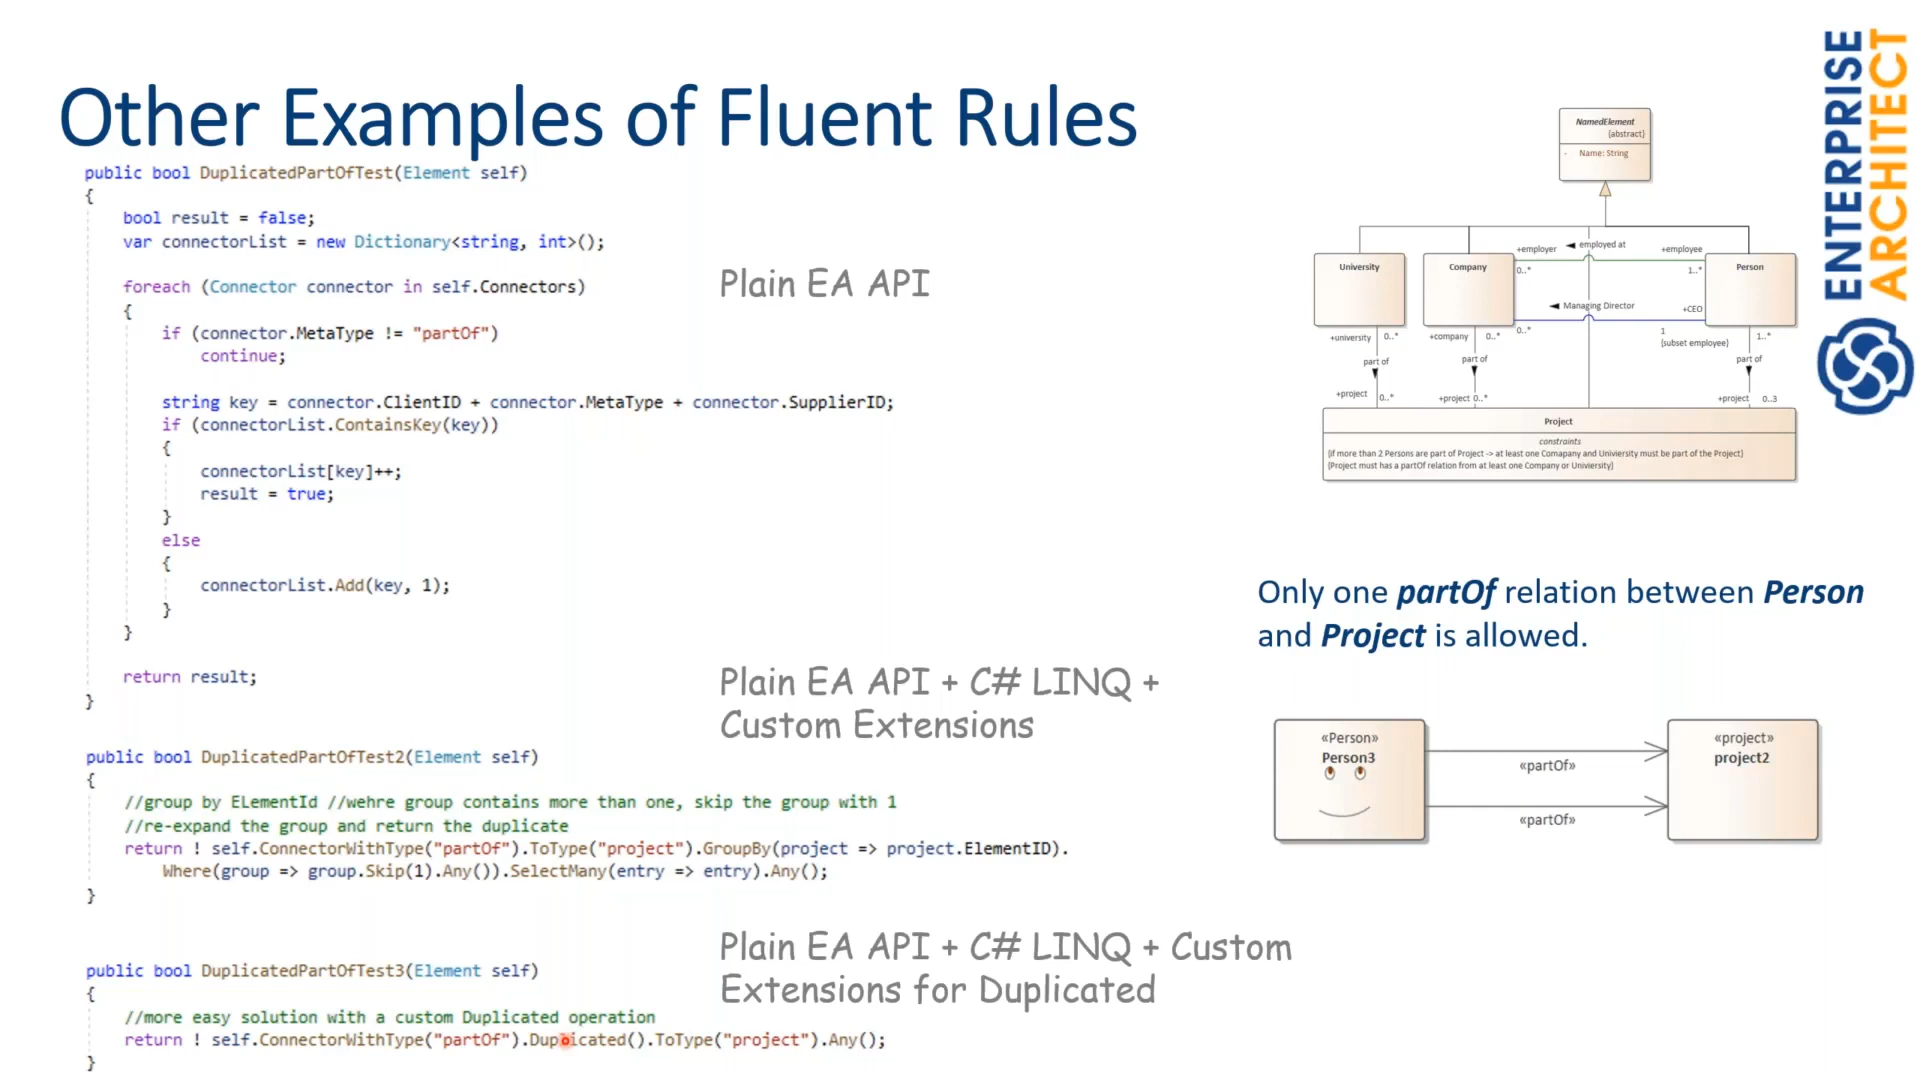 Other Examples of Fluent Rules
public bool DuplicatedPartOfTest(Element self)
{
bool result = false;
var connectorList = new Dictionary<string, int>();
foreach (Connector connector in self.Connectors)
{
if (connector.MetaType != "partOf")
continue;
string key = connector.ClientID + connector.MetaType + connector.SupplierID;
if (connectorList.ContainsKey(key))
{
connectorList[key]++;
result = true;
}
else
{
connectorList.Add(key, 1);
}
}
return result;
}
Plain EA API
Plain EA API + C# LINQ +
Custom Extensions
public bool DuplicatedPartOfTest2(Element self)
{
//group by ELementId //wehre group contains more than one, skip the group with 1
//re-expand the group and return the duplicate
return ! self.ConnectorWithType("partOf").ToType("project").GroupBy(project => project.ElementID).
Where(group => group.Skip(1).Any()).SelectMany(entry => entry).Any();
}
Plain EA API + C# LINQ + Custom
Extensions for Duplicated
public bool DuplicatedPartOfTest3(Element self)
{
//more easy solution with a custom Duplicated operation
return ! self.ConnectorWithType("partOf").Duplicated().ToType("project").Any();
}
NamedElement
{abstract}
- Name: String
University
Company
Person
+employer
employed at
+employee
0..*
1..*
Managing Director
+CEO
0..*
1
{subset employee}
+university 0..*
+company 0..*
1..*
part of
part of
part of
+project 0..*
+project 0..*
+project 0..3
Project
constraints
{if more than 2 Persons are part of Project -> at least one Comapany and Univiersity must be part of the Project}
{Project must has a partOf relation from at least one Company or Univiersity}
ENTERPRISE
ARCHITECT
Only one partOf relation between Person
and Project is allowed.
«Person»
Person3
«partOf»
«partOf»
«project»
project2